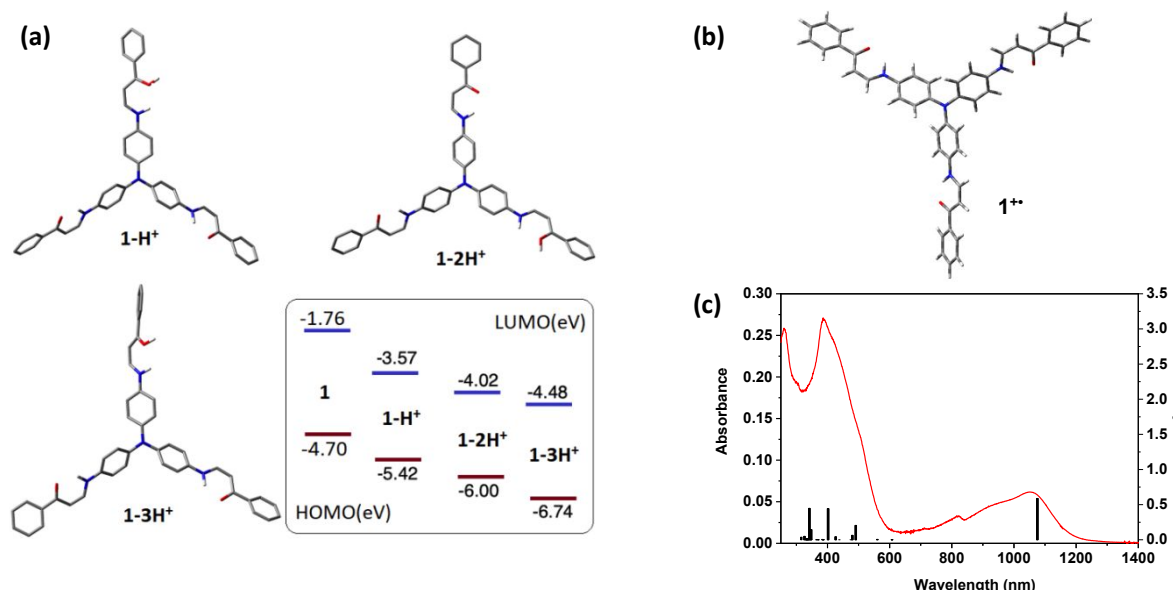 (a)
1-H⁺
1-2H⁺
1-3H⁺
LUMO(eV)
-1.76
-3.57
-4.02
-4.48
1
1-H⁺
1-2H⁺
1-3H⁺
-4.70
-5.42
-6.00
-6.74
HOMO(eV)
(b)
1⁺•
(c)
0.30
0.25
0.20
0.15
0.10
0.05
0.00
Absorbance
3.5
3.0
2.5
2.0
1.5
1.0
0.5
0.0
400
600
800
1000
1200
1400
Wavelength (nm)